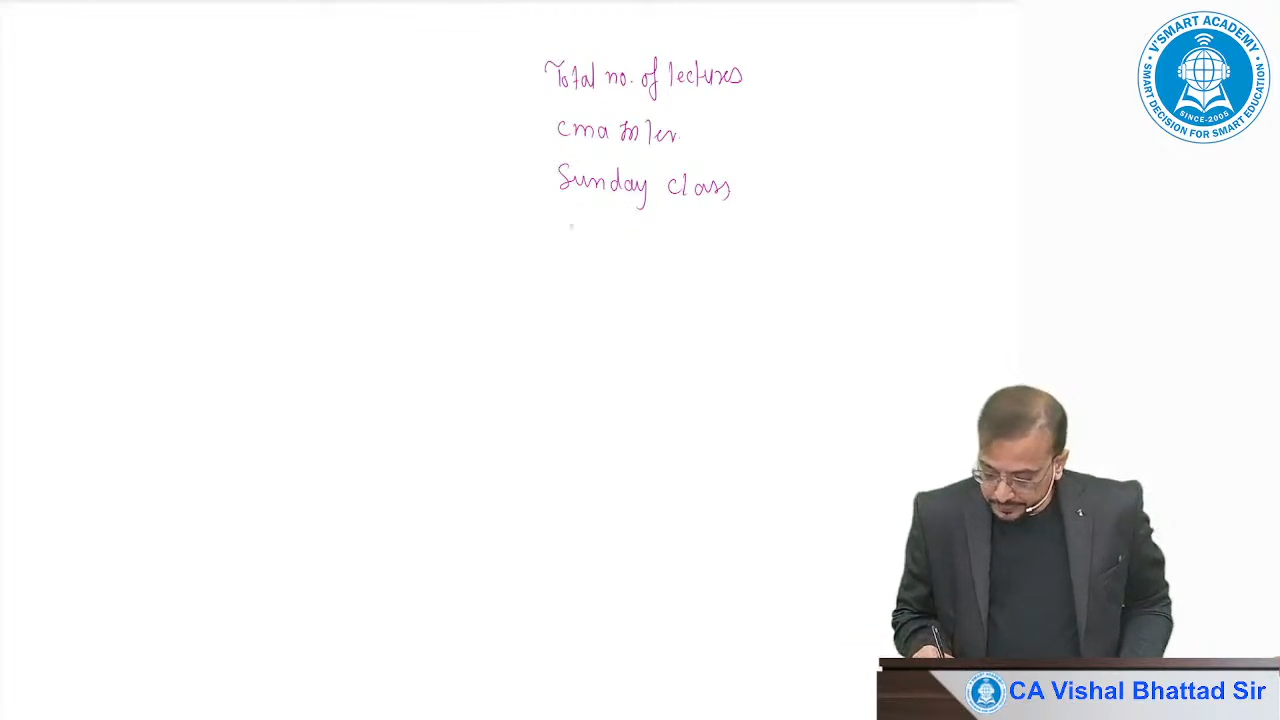 Total no. of lectures
cma Inter.
Sunday class
V'SMART ACADEMY
SMART DECISION FOR SMART EDUCATION
SINCE-2005
CA Vishal Bhattad Sir